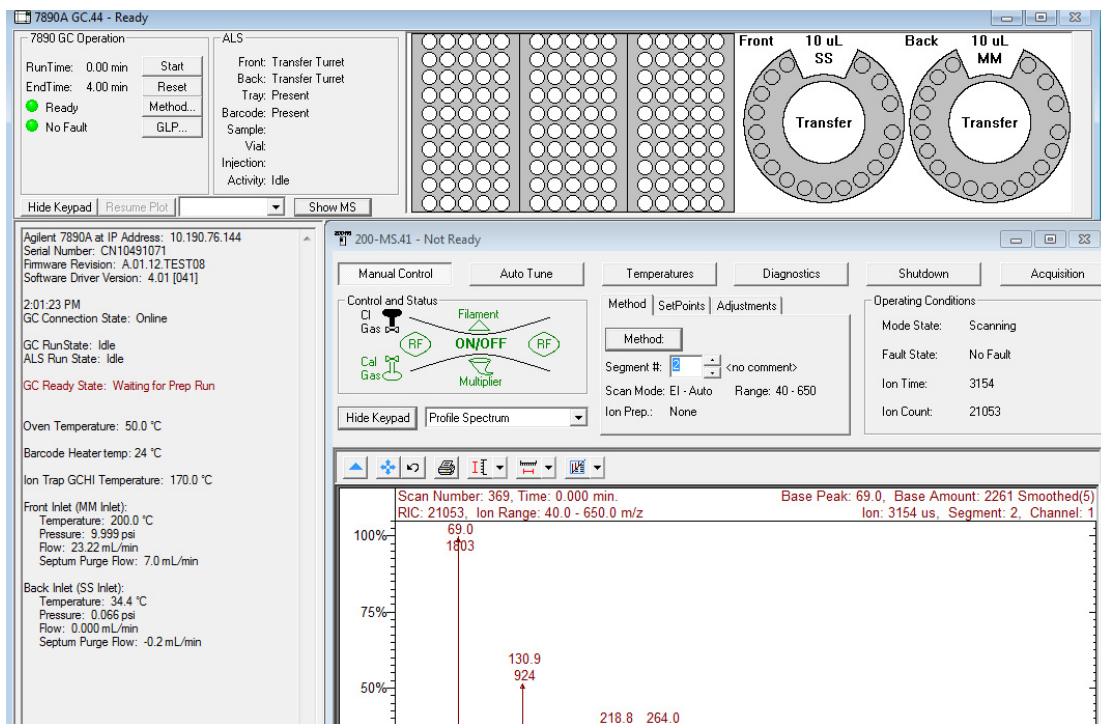 7890A GC.44 - Ready
7890 GC Operation
RunTime: 0.00 min Start
EndTime: 4.00 min Reset
Ready Method...
No Fault GLP...
ALS
Front: Transfer Turret
Back: Transfer Turret
Tray: Present
Barcode: Present
Sample:
Vial:
Injection:
Activity: Idle
Front 10 uL Back 10 uL
SS MM
Transfer Transfer
Hide Keypad Resume Plot Show MS
Agilent 7890A at IP Address: 10.190.76.144
Serial Number: CN10491071
Firmware Revision: A.01.12.TEST08
Software Driver Version: 4.01 [041]
2:01:23 PM
GC Connection State: Online
GC RunState: Idle
ALS Run State: Idle
GC Ready State: Waiting for Prep Run
Oven Temperature: 50.0 °C
Barcode Heater temp: 24 °C
Ion Trap GCHI Temperature: 170.0 °C
Front Inlet (MM Inlet):
Temperature: 200.0 °C
Pressure: 9.999 psi
Flow: 23.22 mL/min
Septum Purge Flow: 7.0 mL/min
Back Inlet (SS Inlet):
Temperature: 34.4 °C
Pressure: 0.066 psi
Flow: 0.000 mL/min
Septum Purge Flow: -0.2 mL/min
200-MS.41 - Not Ready
Manual Control Auto Tune Temperatures Diagnostics Shutdown Acquisition
Control and Status
CI
Gas
Filament
RF ON/OFF RF
Cal
Gas
Multiplier
Hide Keypad Profile Spectrum
Method SetPoints Adjustments
Method:
Segment #: 2 <no comment>
Scan Mode: EI - Auto Range: 40 - 650
Ion Prep.: None
Operating Conditions
Mode State: Scanning
Fault State: No Fault
Ion Time: 3154
Ion Count: 21053
Scan Number: 369, Time: 0.000 min. Base Peak: 69.0, Base Amount: 2261 Smoothed(5)
RIC: 21053, Ion Range: 40.0 - 650.0 m/z Ion: 3154 us, Segment: 2, Channel: 1
100%
69.0
1803
75%
130.9
924
50%
218.8 264.0